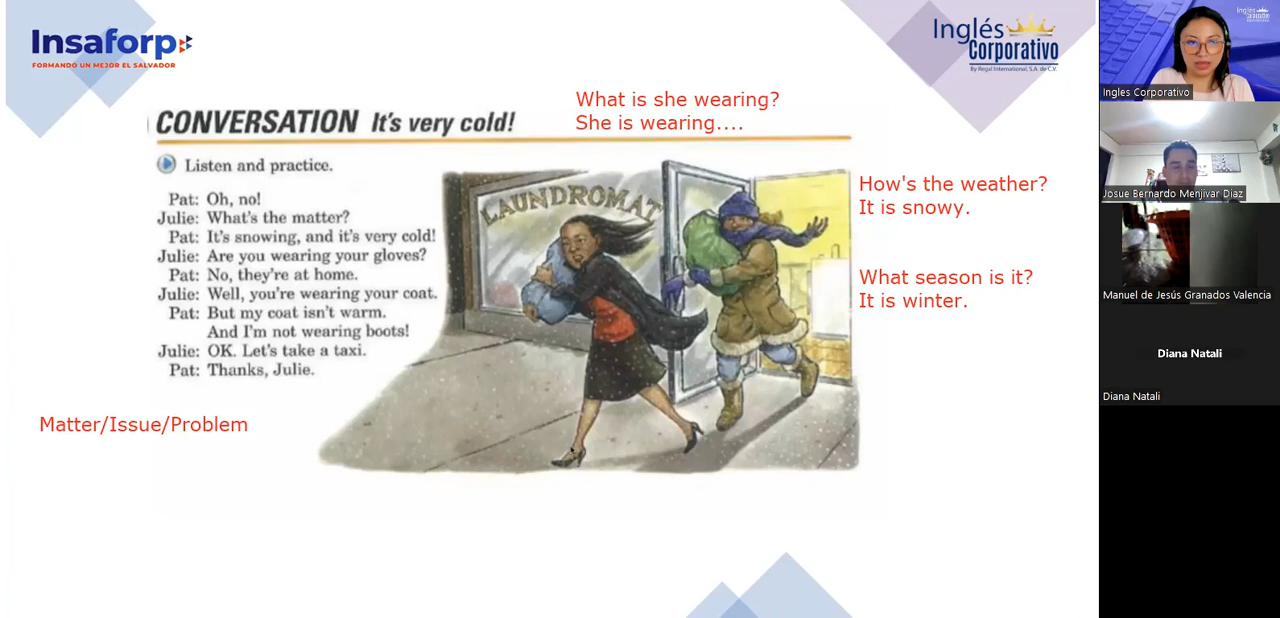 Insaforp
FORMANDO UN MEJOR EL SALVADOR
Inglés
Corporativo
By Regal International, S.A. de C.V.
What is she wearing?
She is wearing....
CONVERSATION It's very cold!
Listen and practice.
Pat: Oh, no!
Julie: What's the matter?
Pat: It's snowing, and it's very cold!
Julie: Are you wearing your gloves?
Pat: No, they're at home.
Julie: Well, you're wearing your coat.
Pat: But my coat isn't warm.
And I'm not wearing boots!
Julie: OK. Let's take a taxi.
Pat: Thanks, Julie.
LAUNDROMAT
How's the weather?
It is snowy.
What season is it?
It is winter.
Matter/Issue/Problem
Ingles Corporativo
Josue Bernardo Menjivar Diaz
Manuel de Jesús Granados Valencia
Diana Natali
Diana Natali